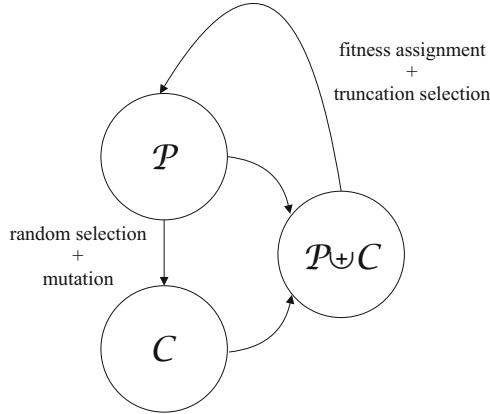 fitness assignment
+
truncation selection
𝒫
random selection
+
mutation
𝒫⊎𝐶
𝐶